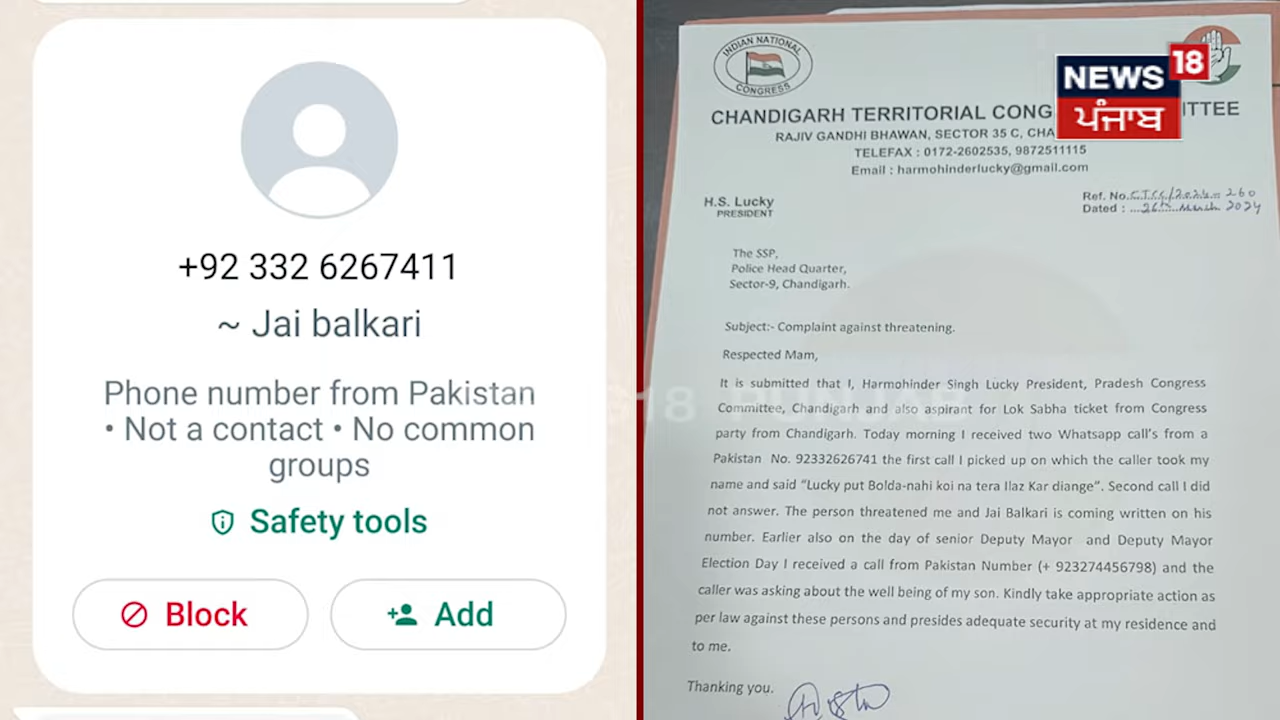 +92 332 6267411
~ Jai balkari
Phone number from Pakistan
• Not a contact • No common
groups
Safety tools
Block
Add
NEWS 18
ਪੰਜਾਬ
INDIAN NATIONAL
CONGRESS
CHANDIGARH TERRITORIAL CONG ITTEE
RAJIV GANDHI BHAWAN, SECTOR 35 C, CHA
TELEFAX : 0172-2602535, 9872511115
Email : harmohinderlucky@gmail.com
H.S. Lucky
PRESIDENT
Ref. No. CTCC/2024-260
Dated : 26th March 2024
The SSP,
Police Head Quarter,
Sector-9, Chandigarh.
Subject:- Complaint against threatening.
Respected Mam,
It is submitted that I, Harmohinder Singh Lucky President, Pradesh Congress
Committee, Chandigarh and also aspirant for Lok Sabha ticket from Congress
party from Chandigarh. Today morning I received two Whatsapp call's from a
Pakistan No. 92332626741 the first call I picked up on which the caller took my
name and said “Lucky put Bolda-nahi koi na tera Ilaz Kar diange”. Second call I did
not answer. The person threatened me and Jai Balkari is coming written on his
number. Earlier also on the day of senior Deputy Mayor and Deputy Mayor
Election Day I received a call from Pakistan Number (+ 923274456798) and the
caller was asking about the well being of my son. Kindly take appropriate action as
per law against these persons and presides adequate security at my residence and
to me.
Thanking you.